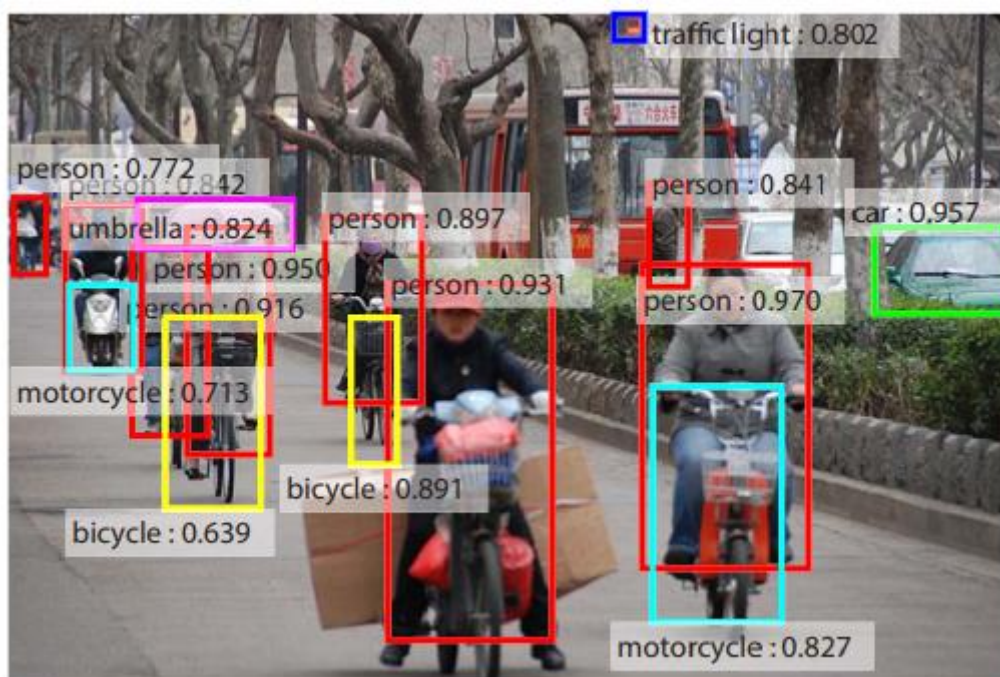 traffic light : 0.802
person : 0.772
person : 0.842
person : 0.841
umbrella : 0.824
person : 0.897
car : 0.957
person : 0.950
person : 0.931
person : 0.916
person : 0.970
motorcycle : 0.713
bicycle : 0.891
bicycle : 0.639
motorcycle : 0.827